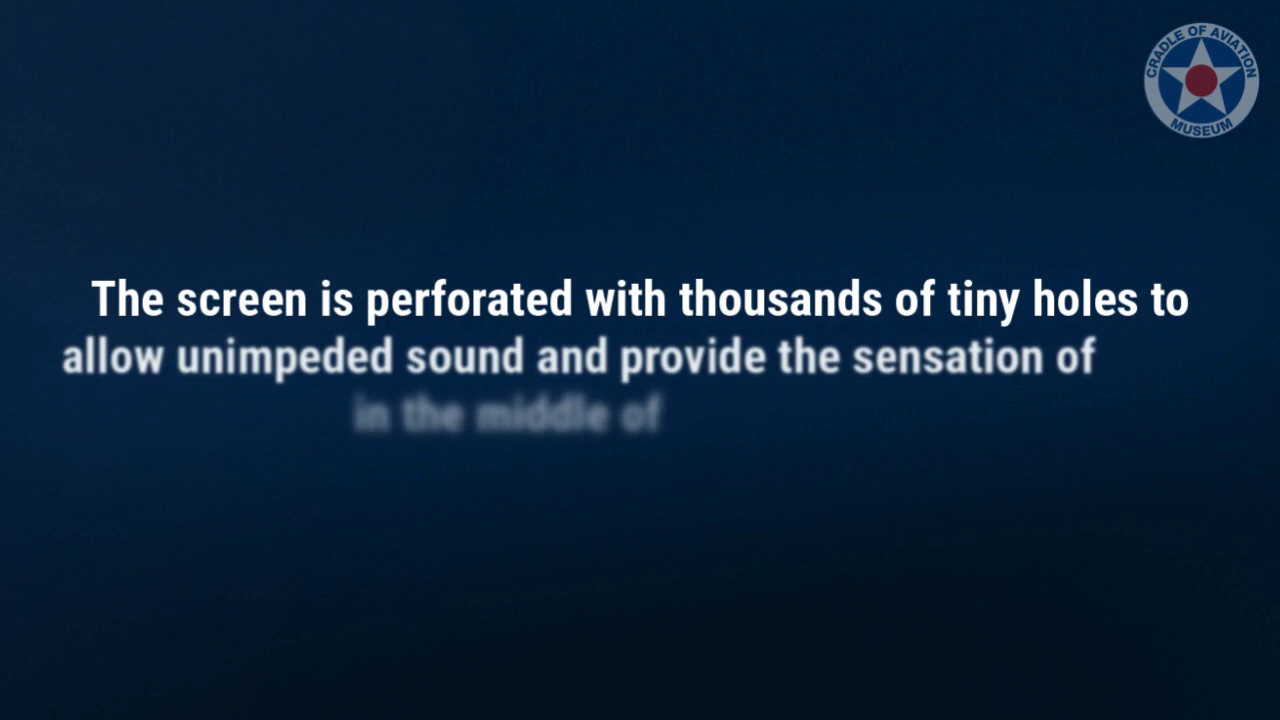 CRADLE OF AVIATION
MUSEUM
The screen is perforated with thousands of tiny holes to
allow unimpeded sound and provide the sensation of
in the middle of